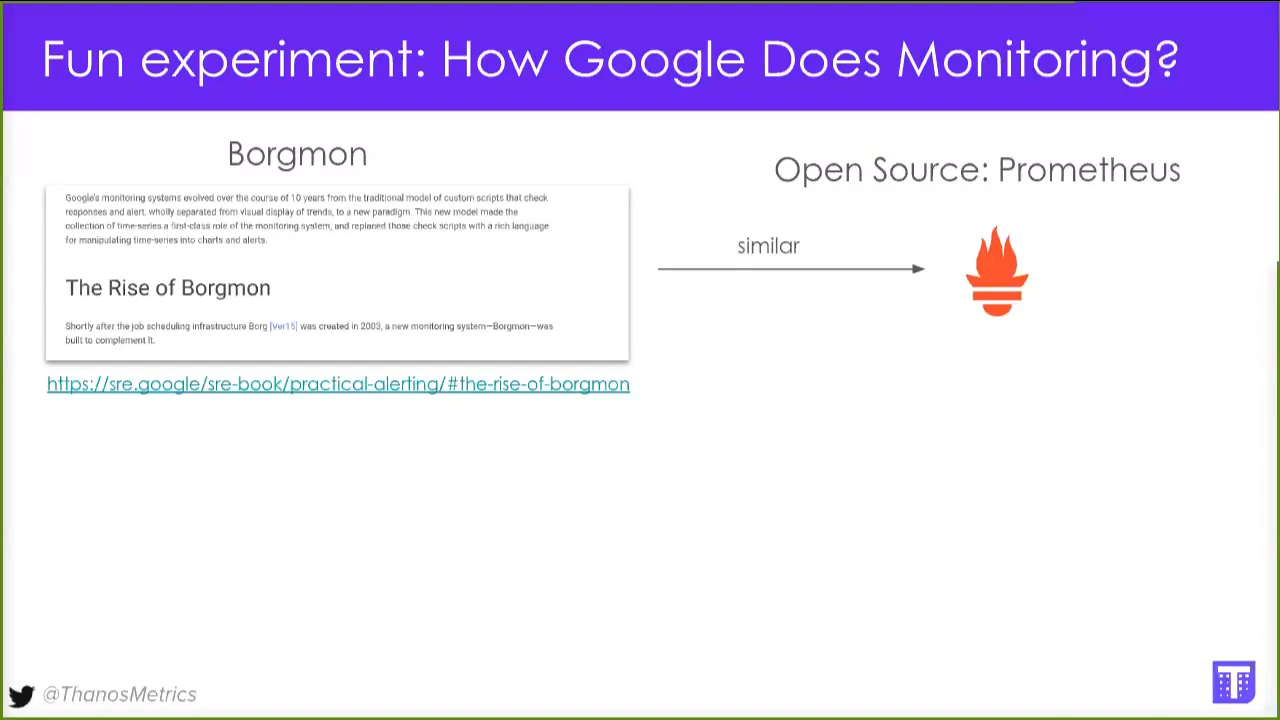 Fun experiment: How Google Does Monitoring?
Borgmon
Open Source: Prometheus
Google's monitoring systems evolved over the course of 10 years from the traditional model of custom scripts that check
responses and alert, wholly separated from visual display of trends, to a new paradigm. This new model made the
collection of time-series a first-class role of the monitoring system, and replaced those check scripts with a rich language
for manipulating time-series into charts and alerts.
similar
The Rise of Borgmon
Shortly after the job scheduling infrastructure Borg [Ver15] was created in 2003, a new monitoring system—Borgmon—was
built to complement it.
https://sre.google/sre-book/practical-alerting/#the-rise-of-borgmon
@ThanosMetrics
T